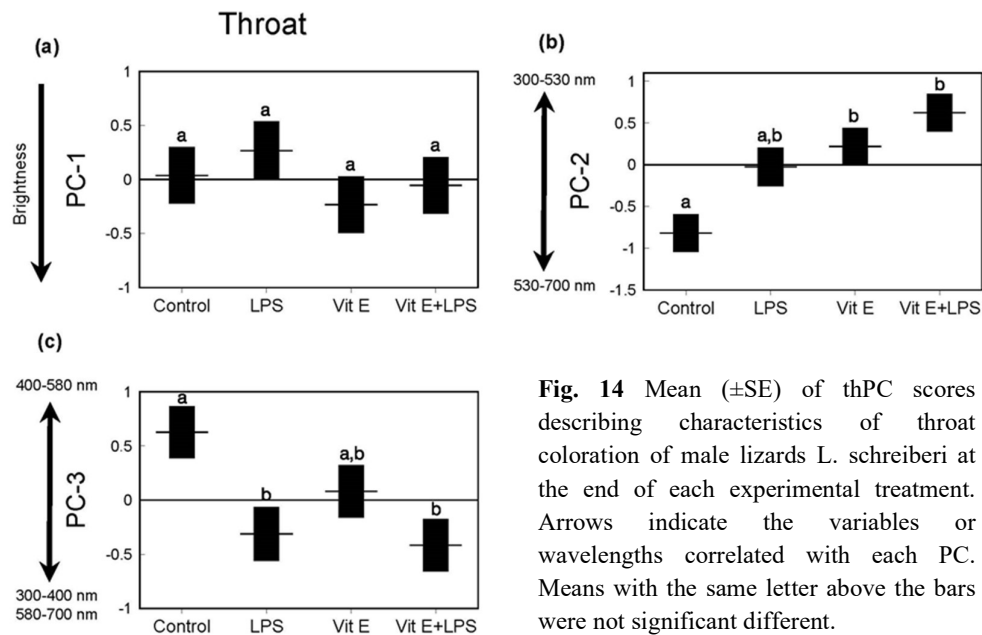 Throat
(a)
Brightness
PC-1
1
0.5
0
-0.5
-1
a
a
a
a
Control
LPS
Vit E
Vit E+LPS
(b)
300-530 nm
PC-2
530-700 nm
1
0.5
0
-0.5
-1
-1.5
a
a,b
b
b
Control
LPS
Vit E
Vit E+LPS
(c)
400-580 nm
PC-3
300-400 nm
580-700 nm
1
0.5
0
-0.5
-1
a
b
a,b
b
Control
LPS
Vit E
Vit E+LPS
Fig. 14 Mean (±SE) of thPC scores
describing characteristics of throat
coloration of male lizards L. schreiberi at
the end of each experimental treatment.
Arrows indicate the variables or
wavelengths correlated with each PC.
Means with the same letter above the bars
were not significant different.